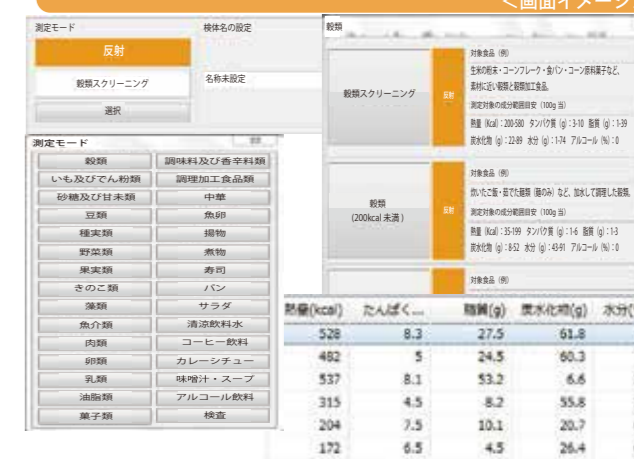 <画面イメージ
測定モード
反射
穀類スクリーニング
選択
検体名の設定
名称未設定
穀類
穀類スクリーニング
反射
対象食品 (例)
生米の粉末・コーンフレーク・食パン・コーン原料菓子など、
素材に近い穀類と穀類加工食品。
測定対象の成分範囲目安 (100g 当)
熱量 (Kcal) : 200-580 タンパク質 (g) : 3-10 脂質 (g) : 1-39
炭水化物 (g) : 22-89 水分 (g) : 1-74 アルコール (%) : 0
穀類
(200kcal 未満)
反射
対象食品 (例)
炊いたご飯・茹でた麺類 (麺のみ) など、加水して調理した穀類。
測定対象の成分範囲目安 (100g 当)
熱量 (Kcal) : 35-199 タンパク質 (g) : 1-6 脂質 (g) : 1-3
炭水化物 (g) : 8-52 水分 (g) : 43-91 アルコール (%) : 0
対象食品 (例)
測定モード
穀類 調味料及び香辛料類
いも及びでん粉類 調理加工食品類
砂糖及び甘未類 中華
豆類 魚卵
種実類 揚物
野菜類 煮物
果実類 寿司
きのこ類 パン
藻類 サラダ
魚介類 清涼飲料水
肉類 コーヒー飲料
卵類 カレーシチュー
乳類 味噌汁・スープ
油脂類 アルコール飲料
菓子類 検査
熱量(kcal) たんぱく... 脂質(g) 炭水化物(g) 水分(
528 8.3 27.5 61.8
482 5 24.5 60.3
537 8.1 53.2 6.6
315 4.5 8.2 55.8
204 7.5 10.1 20.7
172 6.5 4.5 26.4